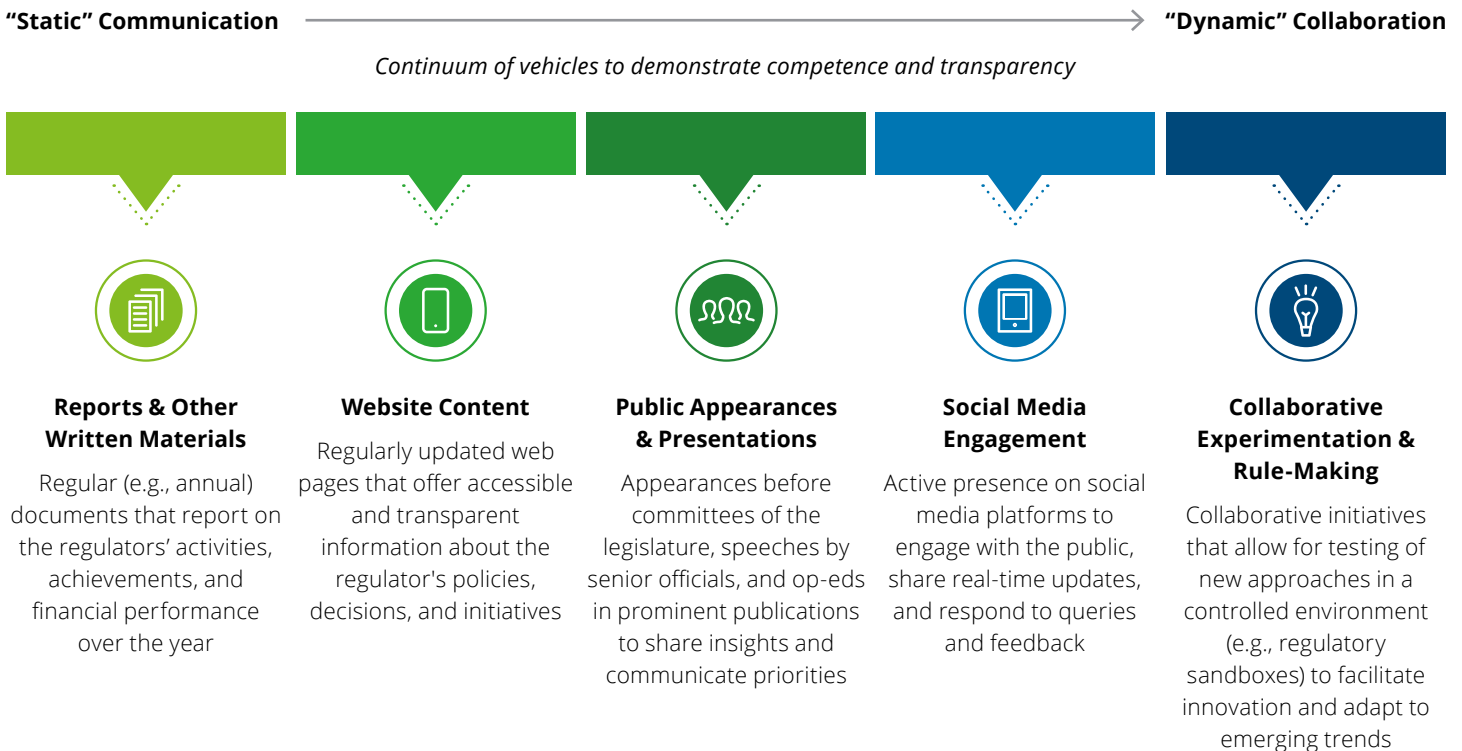 “Static” Communication
“Dynamic” Collaboration
Continuum of vehicles to demonstrate competence and transparency
Reports & Other
Written Materials
Regular (e.g., annual)
documents that report on
the regulators’ activities,
achievements, and
financial performance
over the year
Website Content
Regularly updated web
pages that offer accessible
and transparent
information about the
regulator's policies,
decisions, and initiatives
Public Appearances
& Presentations
Appearances before
committees of the
legislature, speeches by
senior officials, and op-eds
in prominent publications
to share insights and
communicate priorities
Social Media
Engagement
Active presence on social
media platforms to
engage with the public,
share real-time updates,
and respond to queries
and feedback
Collaborative
Experimentation &
Rule-Making
Collaborative initiatives
that allow for testing of
new approaches in a
controlled environment
(e.g., regulatory
sandboxes) to facilitate
innovation and adapt to
emerging trends